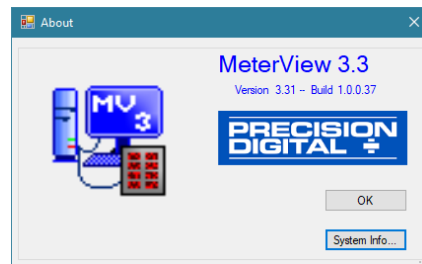 About
MeterView 3.3
Version 3.31 -- Build 1.0.0.37
MV
3
PRECISION
DIGITAL
OK
System Info...